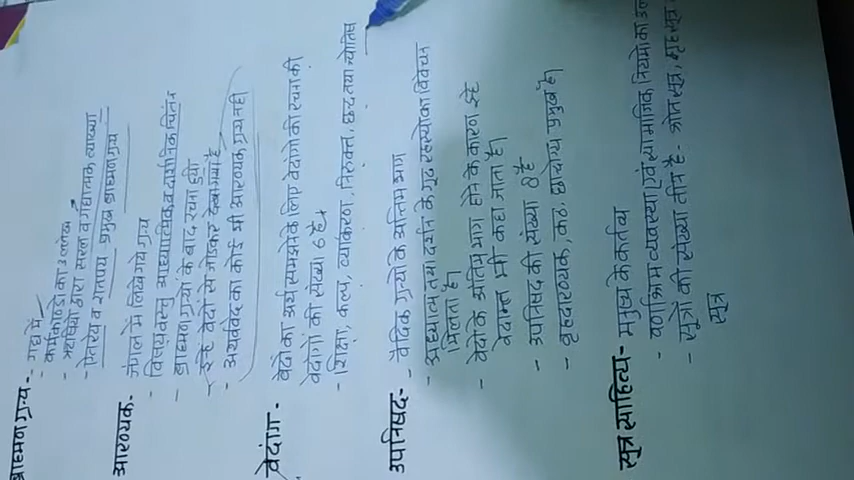 ब्राह्मण ग्रन्थ - - गद्य में
- कर्मकाण्डों का उल्लेख
- ऋषियों द्वारा सरल व गद्यात्मक व्याख्या
- ऐतरेय व शतपथ प्रमुख ब्राह्मण ग्रन्थ
आरण्यक - जंगल में लिखे गये ग्रन्थ
- विषयवस्तु आध्यात्मिक व दार्शनिक चिंतन
- ब्राह्मण ग्रन्थों के बाद रचना हुयी
- इन्हें वेदों से जोडकर देखा गया है
- अथर्ववेद का कोई भी आरण्यक ग्रन्थ नहीं
वेदांग - वेदों का अर्थ समझने के लिए वेदांगों की रचना की
वेदांगों की संख्या 6 है
- शिक्षा, कल्प, व्याकरण, निरुक्त, छन्द तथा ज्योतिष
उपनिषद - - वैदिक ग्रन्थों के अन्तिम भाग
- अध्यात्म तथा दर्शन के गूढ रहस्यों का विवेचन
मिलता है।
- वेदों के अंतिम भाग होने के कारण इन्हें
वेदान्त भी कहा जाता है।
- उपनिषद की संख्या
- वृहदारण्यक, कठ, छान्दोग्य प्रमुख है।
सूत्र साहित्य - मनुष्य के कर्तव्य
- वर्णाश्रम व्यवस्था एवं सामाजिक नियमों का
- सूत्रों की संख्या तीन है - श्रोत सूत्र, गृह सूत्र
सूत्र